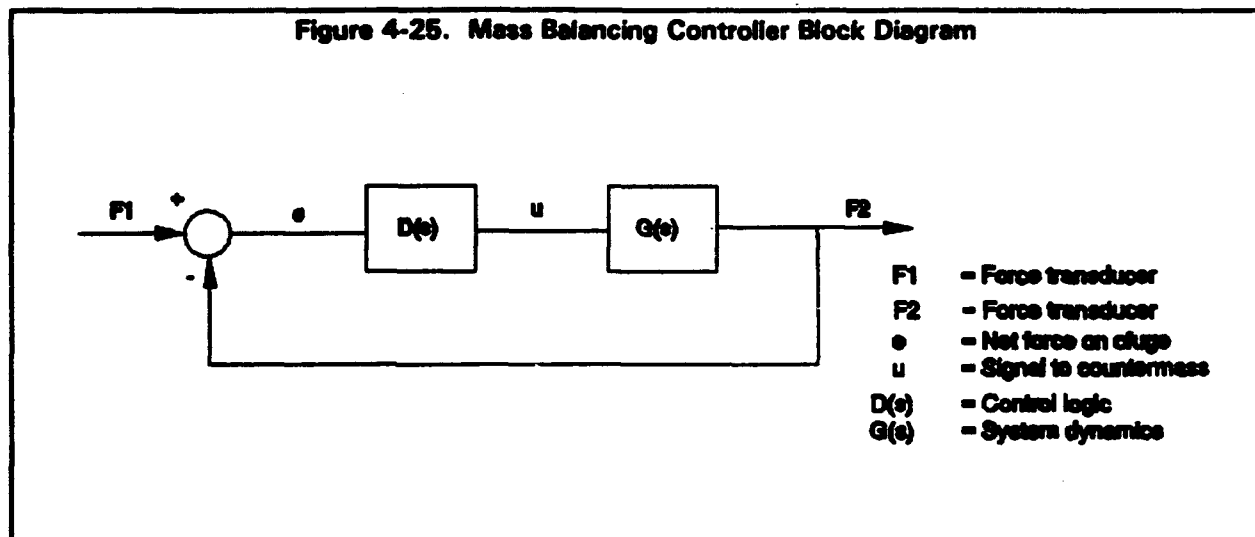 Figure 4-25. Mass Balancing Controller Block Diagram
F1
+
-
e
D(s)
u
G(s)
F2
F1 = Force transducer
F2 = Force transducer
e = Net force on cfuge
u = Signal to countermass
D(s) = Control logic
G(s) = System dynamics